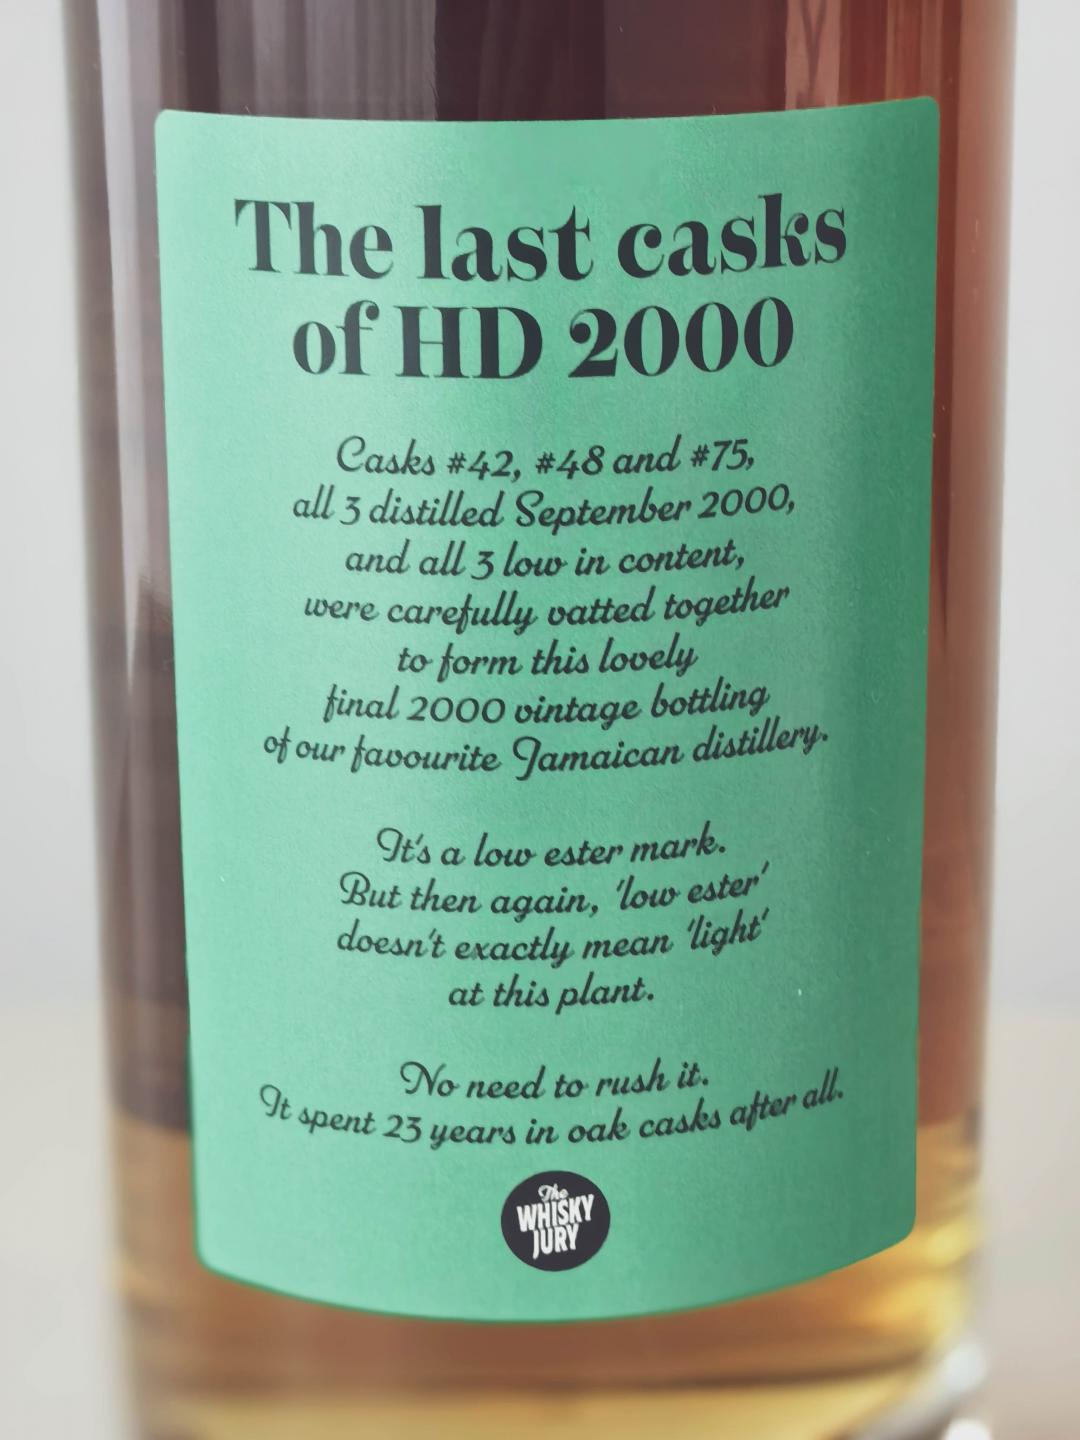 The last casks
of HD 2000
Casks #42, #48 and #75,
all 3 distilled September 2000,
and all 3 low in content,
were carefully vatted together
to form this lovely
final 2000 vintage bottling
of our favourite Jamaican distillery.
It's a low ester mark.
But then again, 'low ester'
doesn't exactly mean 'light'
at this plant.
No need to rush it.
It spent 23 years in oak casks after all.
The
WHISKY
JURY